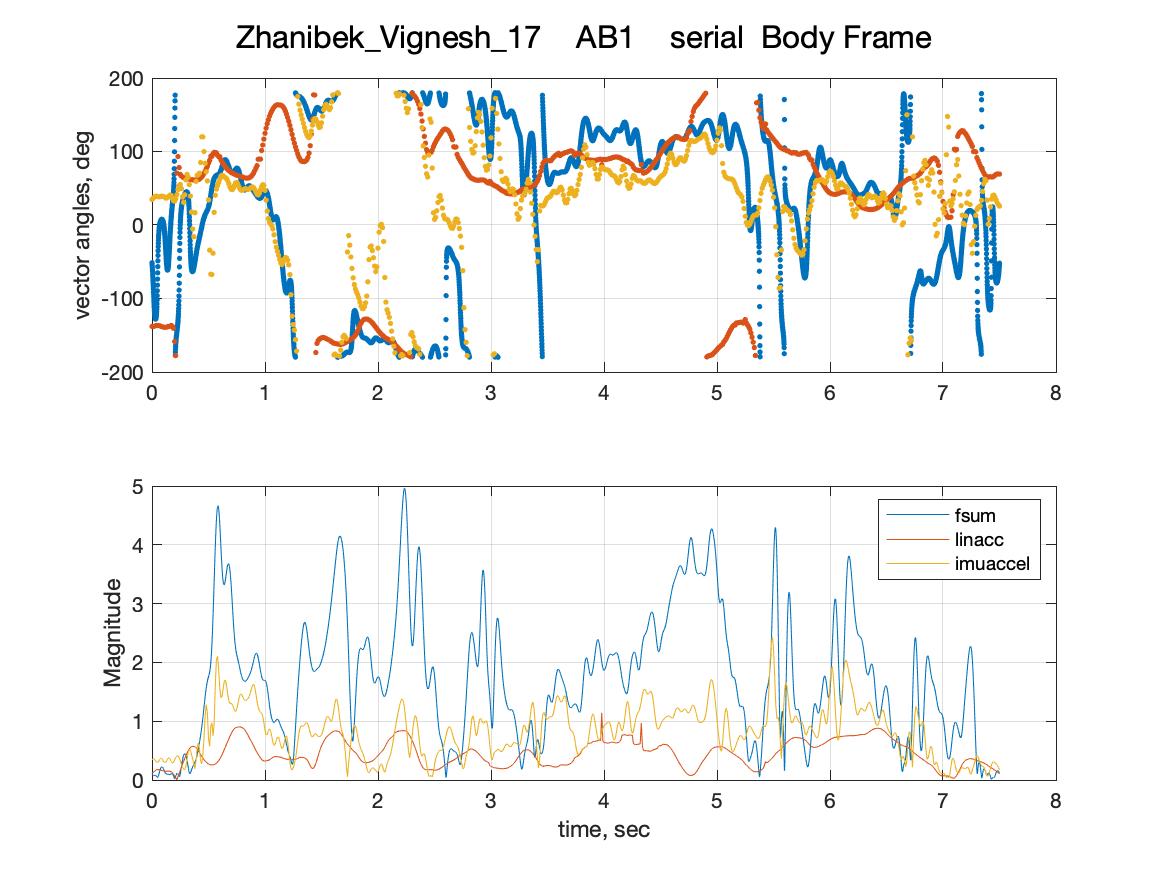 Zhanibek_Vignesh_17 AB1 serial Body Frame
200
100
0
-100
-200
vector angles, deg
0 1 2 3 4 5 6 7 8
5
4
3
2
1
0
Magnitude
fsum
linacc
imuaccel
0 1 2 3 4 5 6 7 8
time, sec